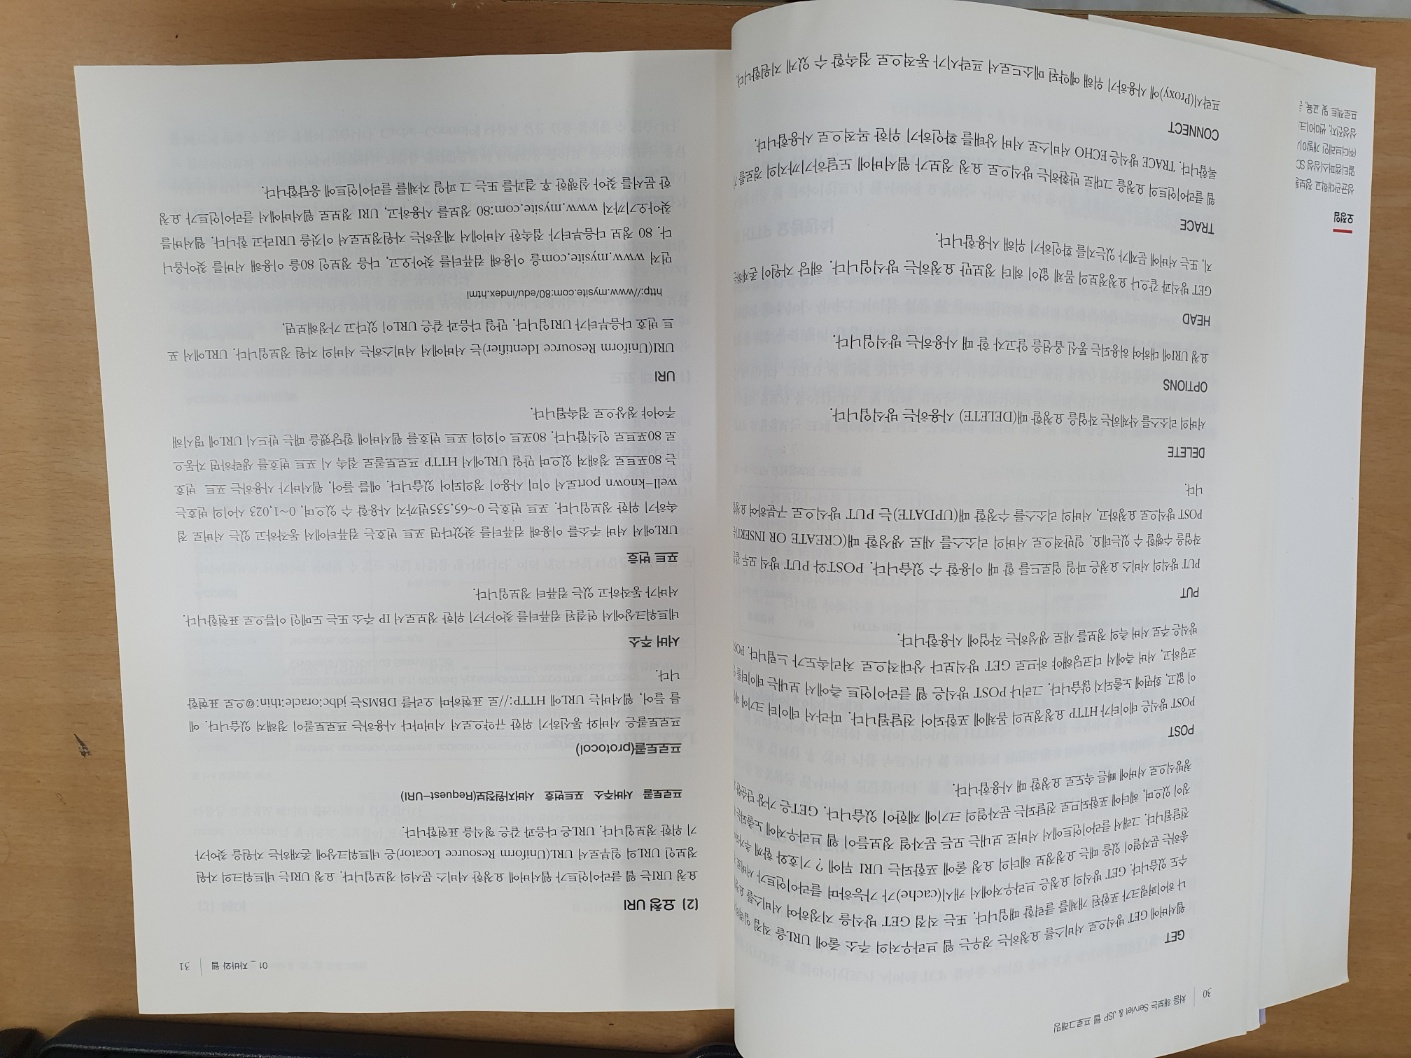 30 | 처음 해보는 Servlet & JSP 웹 프로그래밍
GET
웹서버에 GET 방식으로 서비스를 요청하는 경우는 웹 브라우저의 주소 줄에 URL을 직접
나 하이퍼링크가 포함된 개체를 클릭할 때입니다. 또는 직접 GET 방식을 지정하여 서비스를
수도 있습니다. GET 방식의 요청은 브라우저에서 캐시(cache)가 가능하며 클라이언트가
송하는 문자열이 있을 때는 요청정보 헤더의 요청 줄에 포함되는 URI 뒤에 ? 기호와 함께
전달됩니다. 그래서 클라이언트에서 서버로 보내는 모든 문자열 정보들이 웹 브라우저에
징이 있으며, 헤더에 포함되므로 전달되는 문자열의 크기에 제한이 있습니다. GET은 가장
청방식으로 서버에 빠른 속도로 요청할 때 사용합니다.
POST
POST 방식은 데이터가 HTTP 요청정보의 몸체에 포함되어 전달됩니다. 따라서 데이터 크기에
이 없고, 화면에 노출되지 않습니다. 그러나 POST 방식은 웹 클라이언트 측에서 보내는
코딩하고, 서버 측에서 디코딩해야 하므로 GET 방식보다 상대적으로 처리속도가 느립니다.
방식은 주로 서버 측의 정보를 새로 생성하는 작업에 사용합니다.
PUT
PUT 방식의 서비스 요청은 파일 업로드를 할 때 이용할 수 있습니다. POST와 PUT 방식 모두
작업을 수행할 수 있는데요. 일반적으로 서버의 리소스를 새로 생성할 때(CREATE OR INSERT)
POST 방식으로 요청하고, 서버의 리소스를 수정할 때(UPDATE)는 PUT 방식으로 구분하여
니다.
DELETE
서버의 리소스를 삭제하는 작업을 요청할 때(DELETE) 사용하는 방식입니다.
OPTIONS
요청 URI에 대하여 허용되는 통신 옵션을 알고자 할 때 사용하는 방식입니다.
HEAD
GET 방식과 같으나 요청정보의 몸체 없이 헤더 정보만 요청하는 방식입니다. 해당 자원이
지, 또는 서버에 문제가 있는지를 확인하기 위해 사용합니다.
TRACE
웹 클라이언트의 요청을 그대로 반환하는 방식으로 요청 정보가 웹서버에 도달하기까지의 경로를
록합니다. TRACE 방식은 ECHO 서비스로 서버 상태를 확인하기 위한 목적으로 사용합니다.
CONNECT
프락시(Proxy)에 사용하기 위해 예약된 메소드로서 프락시가 동적으로 접속할 수 있게 지원합니다.
오정임
성균관대학교
멀티캠퍼스(삼성
㈜더브레인
삼성전자,
프로젝트 및 교육,
01 _ 자바와 웹 | 31
(2) 요청 URI
요청 URI는 웹 클라이언트가 웹서버에 요청한 서비스 문서의 정보입니다. 요청 URI는 네트워크의 자원
정보인 URL의 일부로서 URL(Uniform Resource Locator)은 네트워크상에 존재하는 자원을 찾아가
기 위한 정보입니다. URL은 다음과 같은 형식을 표현합니다.
프로토콜 서버주소 포트번호 서버자원정보(Request-URI)
프로토콜(protocol)
프로토콜은 서버와 통신하기 위한 규약으로서 서버마다 사용하는 프로토콜이 정해져 있습니다. 예
를 들어, 웹서버는 URL에 HTTP://로 표현하며 오라클 DBMS는 jdbc:oracle:thin:@으로 표현합
니다.
서버 주소
네트워크상에서 연결된 컴퓨터를 찾아가기 위한 정보로서 IP 주소 또는 도메인 이름으로 표현합니다.
서버가 동작하고 있는 컴퓨터 정보입니다.
포트 번호
URL에서 서버 주소를 이용해 컴퓨터를 찾았다면 포트 번호는 컴퓨터에서 동작하고 있는 서버로 접
속하기 위한 정보입니다. 포트 번호는 0~65,535번까지 사용할 수 있으며, 0~1,023 사이의 번호는
well-known port로서 이미 사용이 정의되어 있습니다. 예를 들어, 웹서버가 사용하는 포트 번호
는 80포트로 정해져 있으며 만일 URL에서 HTTP 프로토콜로 접속 시 포트 번호를 생략하면 자동으
로 80포트로 인식합니다. 80포트 이외의 포트 번호를 웹서버에 할당했을 때는 반드시 URL에 명시해
주어야 정상으로 접속됩니다.
URI
URI(Uniform Resource Identifier)는 서버에서 서비스하는 서버의 자원 정보입니다. URL에서 포
트 번호 다음부터가 URI입니다. 만일 다음과 같은 URL이 있다고 가정해보면,
http://www.mysite.com:80/edu/index.html
먼저 www.mysite.com을 이용해 컴퓨터를 찾아오고, 다음 정보인 80을 이용해 서버를 찾아옵니
다. 80 정보 다음부터가 접속한 서버에서 제공하는 자원정보로서 이것을 URI라고 합니다. 웹서버를
찾아오기까지 www.mysite.com:80 정보를 사용하고, URI 정보로 웹서버에서 클라이언트가 요청
한 문서를 찾아 실행한 후 결과를 또는 그 파일 자체를 클라이언트에 응답합니다.